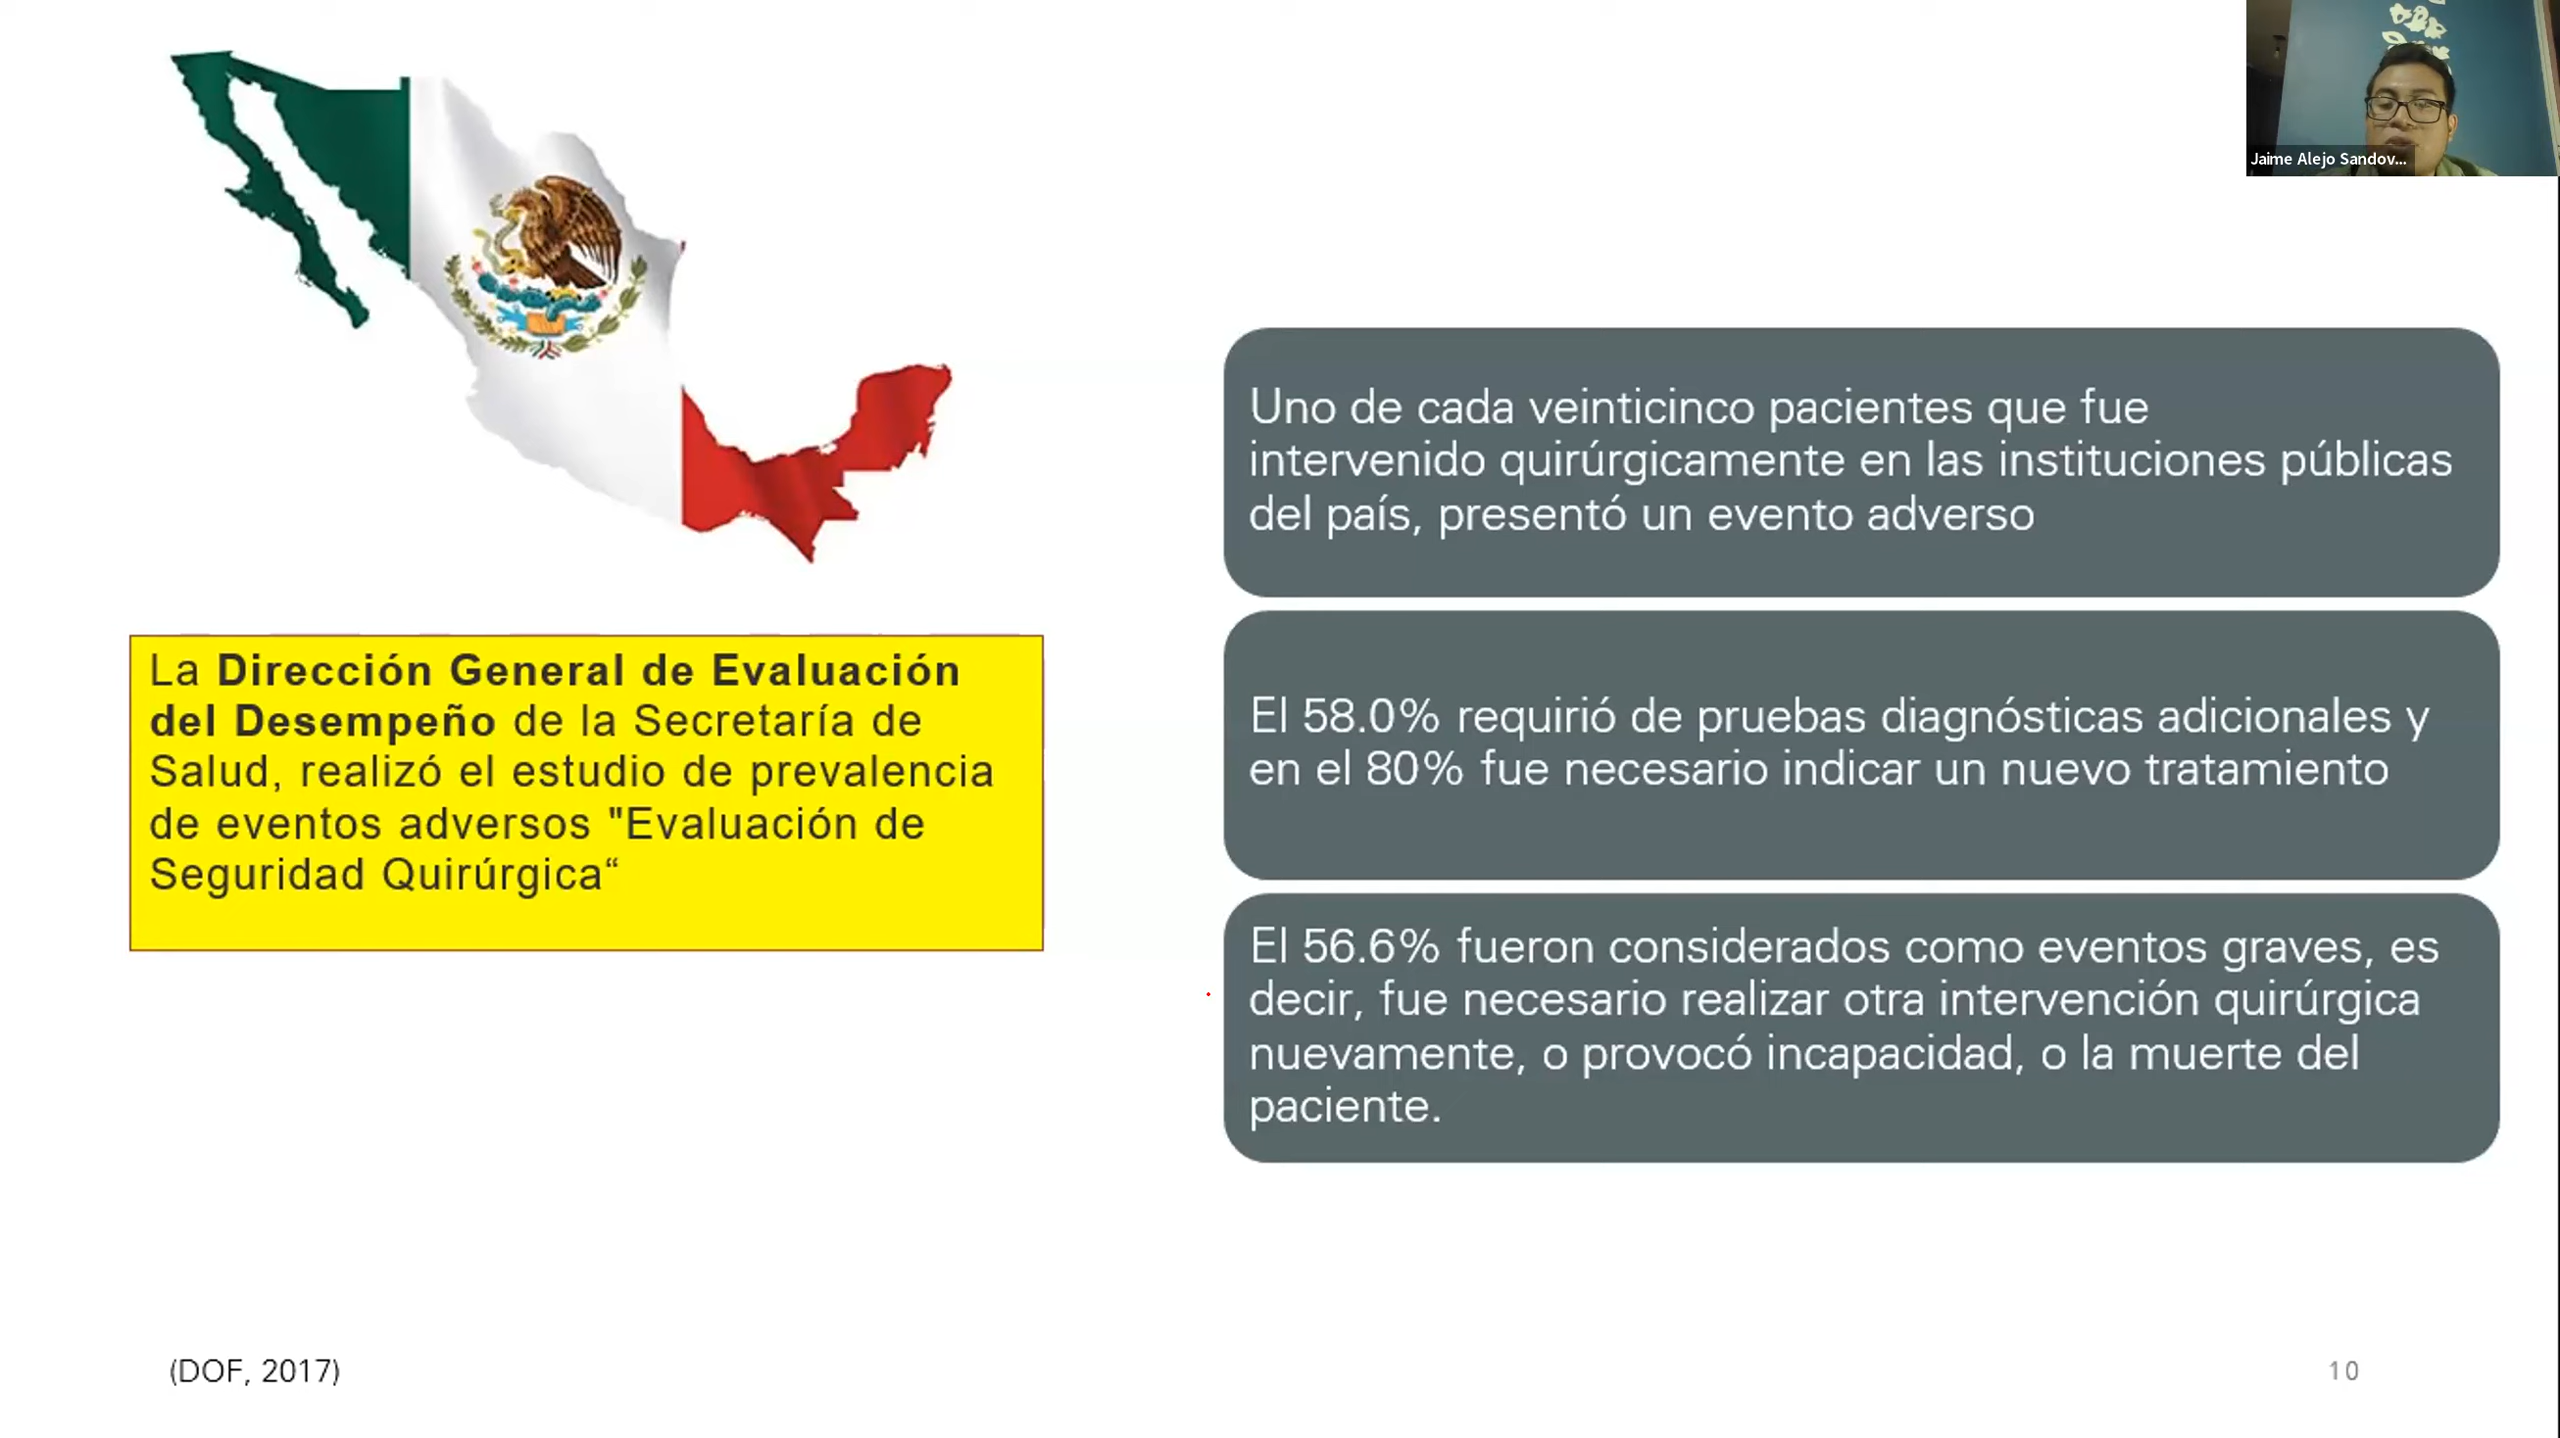 Jaime Alejo Sandov...
La Dirección General de Evaluación
del Desempeño de la Secretaría de
Salud, realizó el estudio de prevalencia
de eventos adversos "Evaluación de
Seguridad Quirúrgica“
Uno de cada veinticinco pacientes que fue
intervenido quirúrgicamente en las instituciones públicas
del país, presentó un evento adverso
El 58.0% requirió de pruebas diagnósticas adicionales y
en el 80% fue necesario indicar un nuevo tratamiento
El 56.6% fueron considerados como eventos graves, es
decir, fue necesario realizar otra intervención quirúrgica
nuevamente, o provocó incapacidad, o la muerte del
paciente.
(DOF, 2017)
10